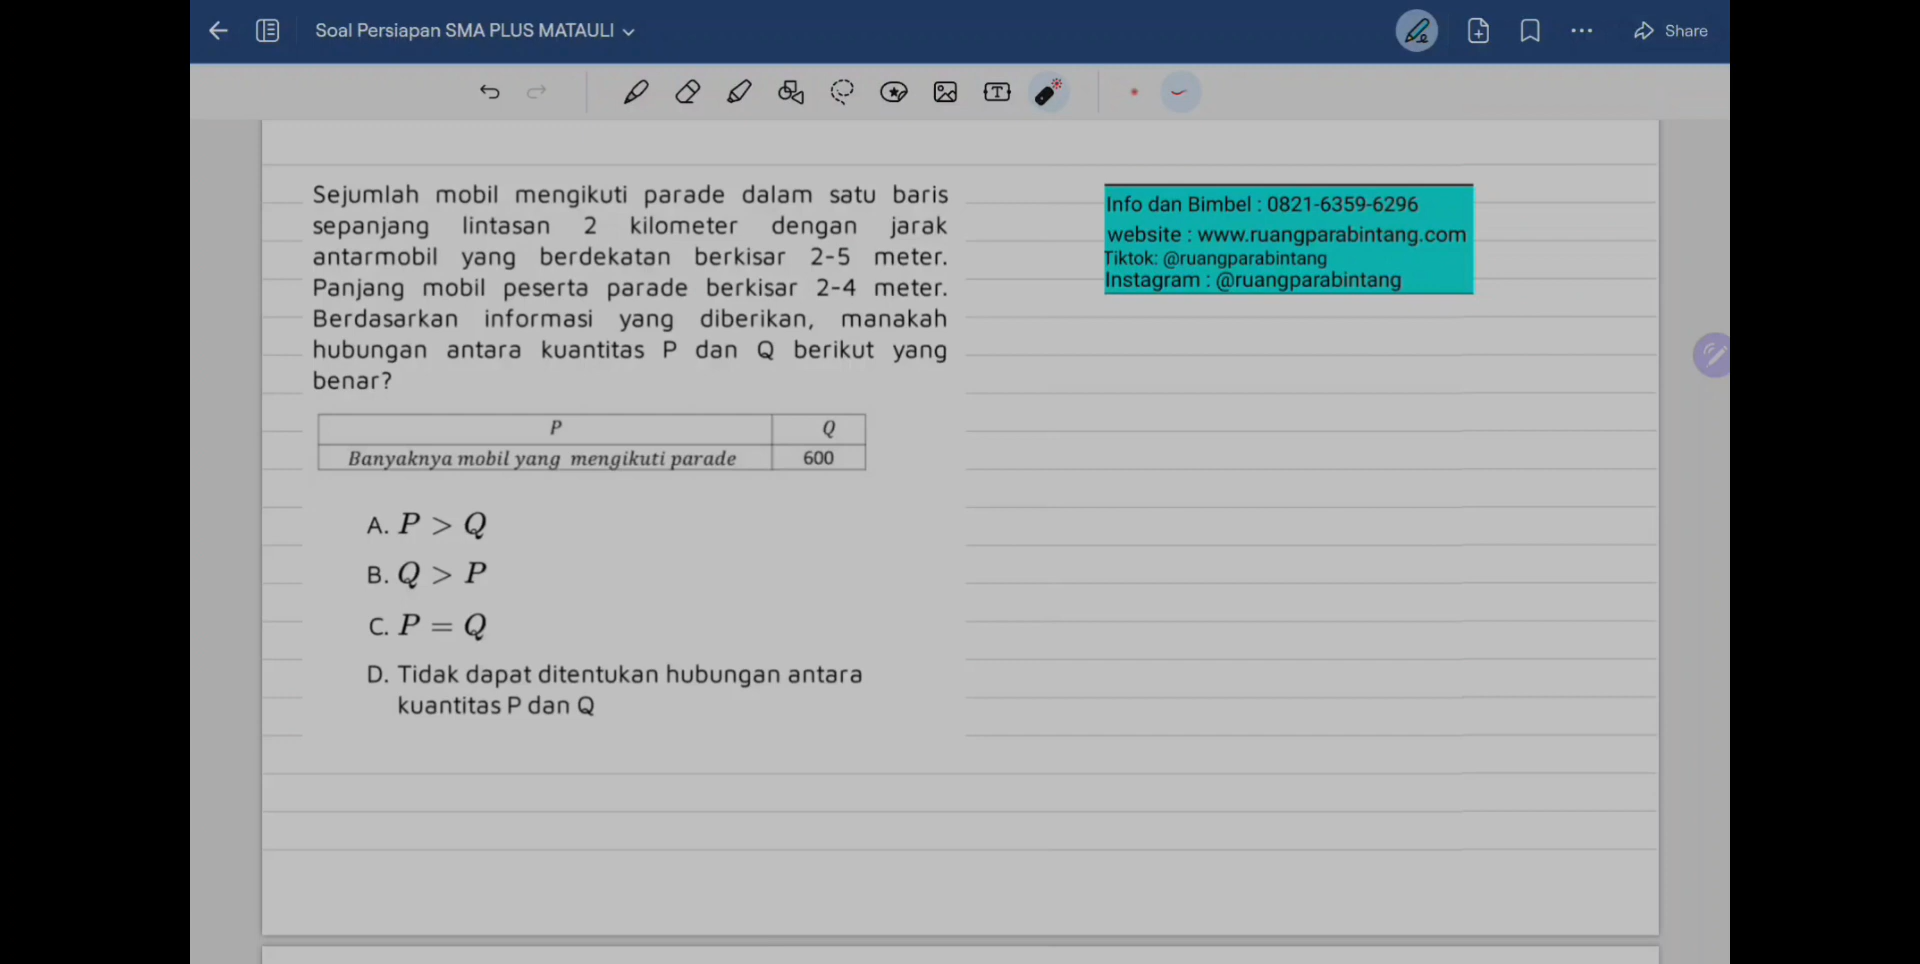 Soal Persiapan SMA PLUS MATAULI
Share
Sejumlah mobil mengikuti parade dalam satu baris
sepanjang lintasan 2 kilometer dengan jarak
antarmobil yang berdekatan berkisar 2-5 meter.
Panjang mobil peserta parade berkisar 2-4 meter.
Berdasarkan informasi yang diberikan, manakah
hubungan antara kuantitas P dan Q berikut yang
benar?
P Q
Banyaknya mobil yang mengikuti parade 600
A. P > Q
B. Q > P
C. P = Q
D. Tidak dapat ditentukan hubungan antara
kuantitas P dan Q
Info dan Bimbel : 0821-6359-6296
website : www.ruangparabintang.com
Tiktok: @ruangparabintang
Instagram : @ruangparabintang